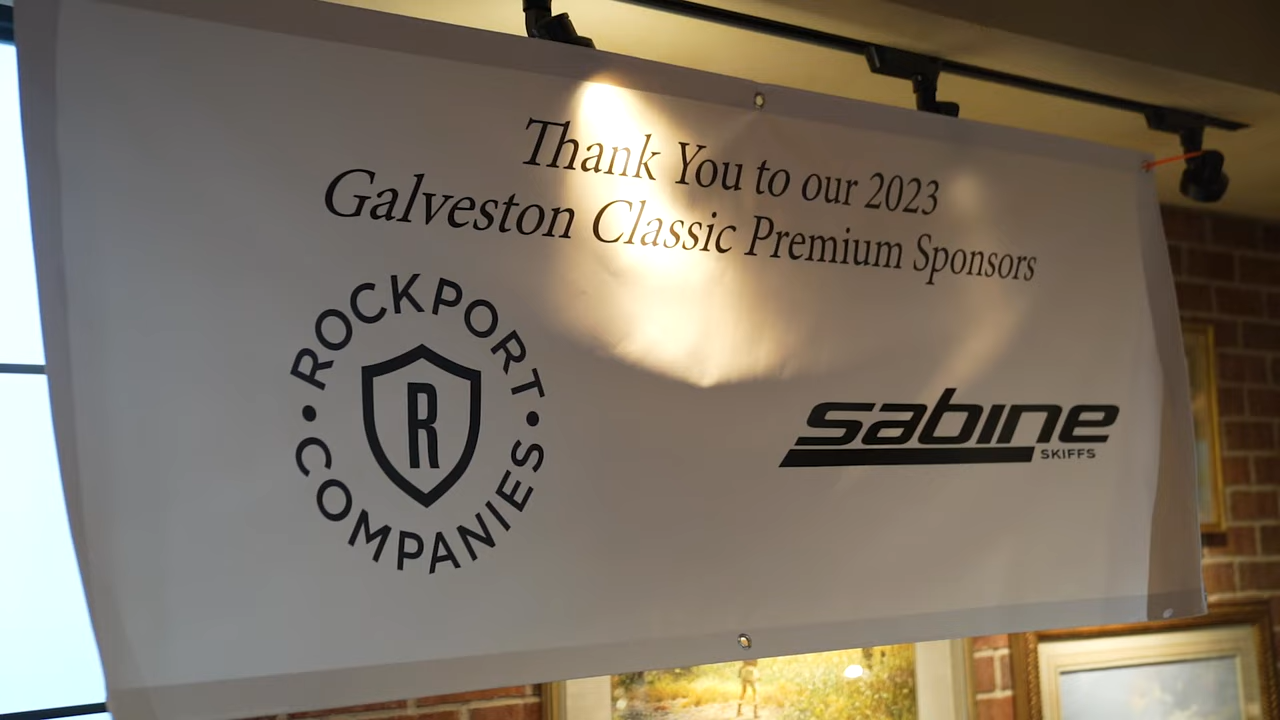 Thank You to our 2023
Galveston Classic Premium Sponsors
ROCKPORT
R
COMPANIES
sabine
SKIFFS